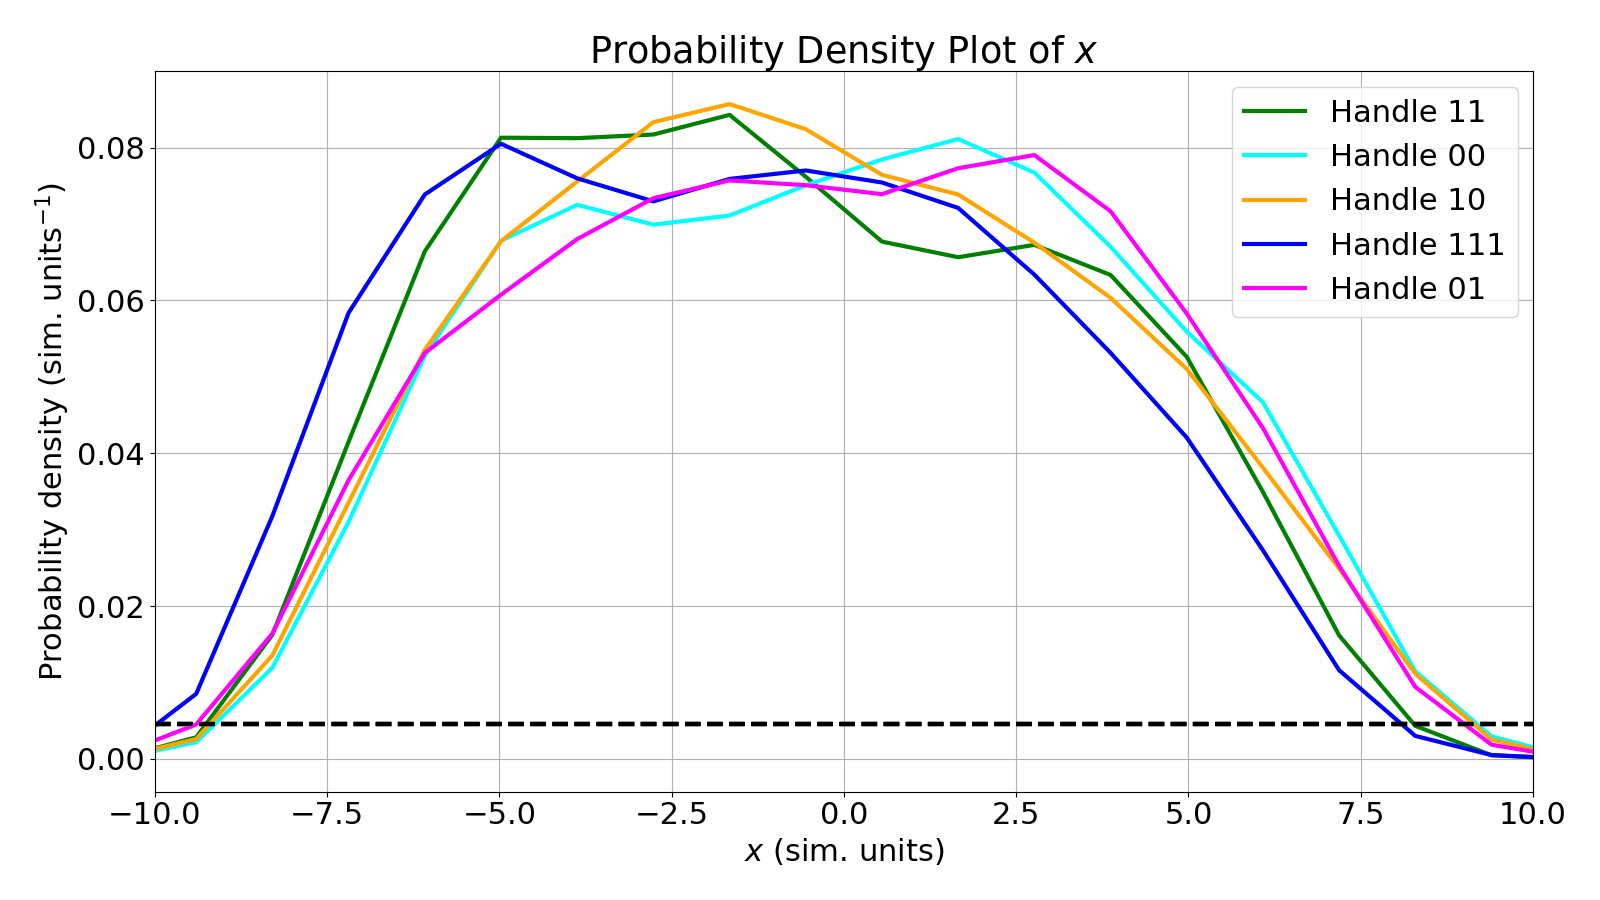 Probability Density Plot of x
Probability density (sim. units⁻¹)
0.08
0.06
0.04
0.02
0.00
Handle 11
Handle 00
Handle 10
Handle 111
Handle 01
−10.0 −7.5 −5.0 −2.5 0.0 2.5 5.0 7.5 10.0
x (sim. units)